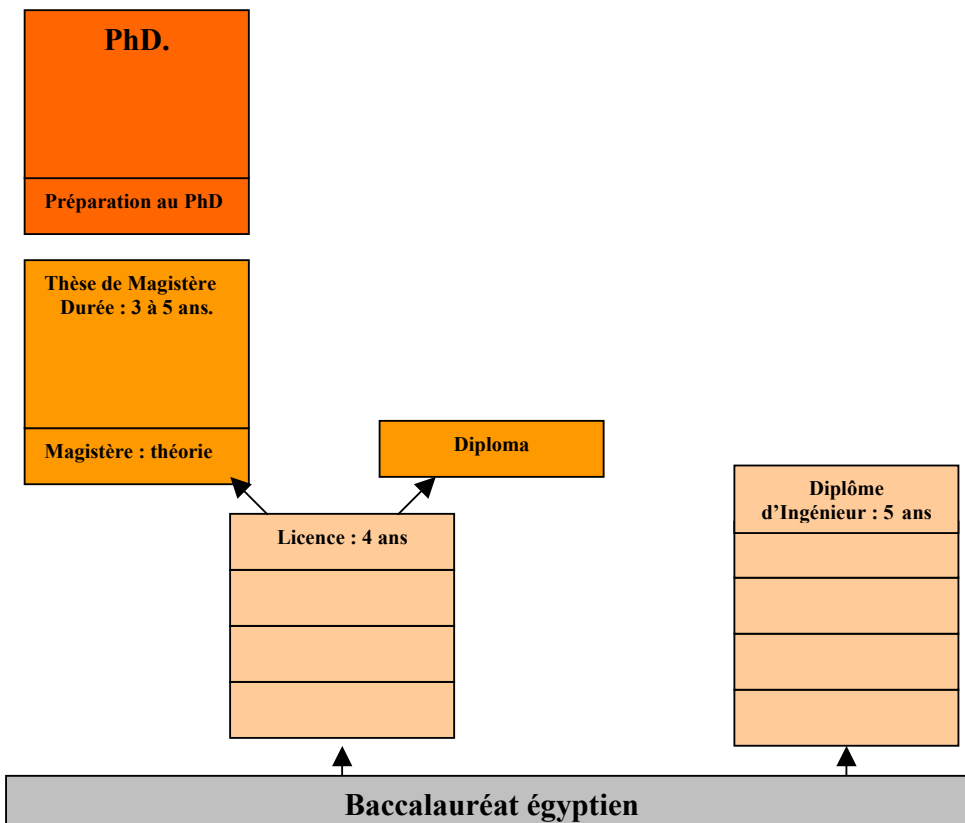 PhD.
Préparation au PhD
Thèse de Magistère
Durée : 3 à 5 ans.
Magistère : théorie
Diploma
Licence : 4 ans
Diplôme
d’Ingénieur : 5 ans
Baccalauréat égyptien